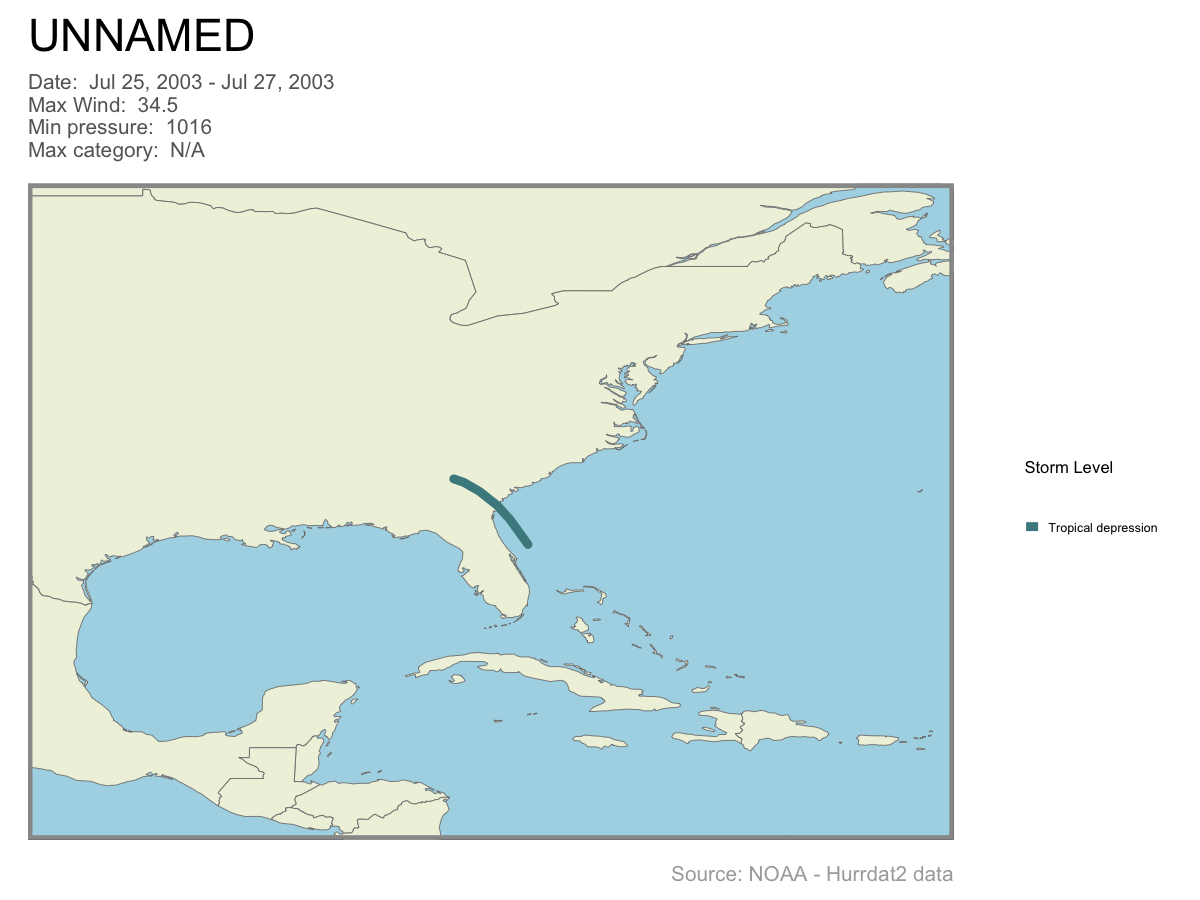 UNNAMED
Date:  Jul 25, 2003 - Jul 27, 2003
Max Wind:  34.5
Min pressure:  1016
Max category:  N/A
Storm Level
Tropical depression
Source: NOAA - Hurrdat2 data